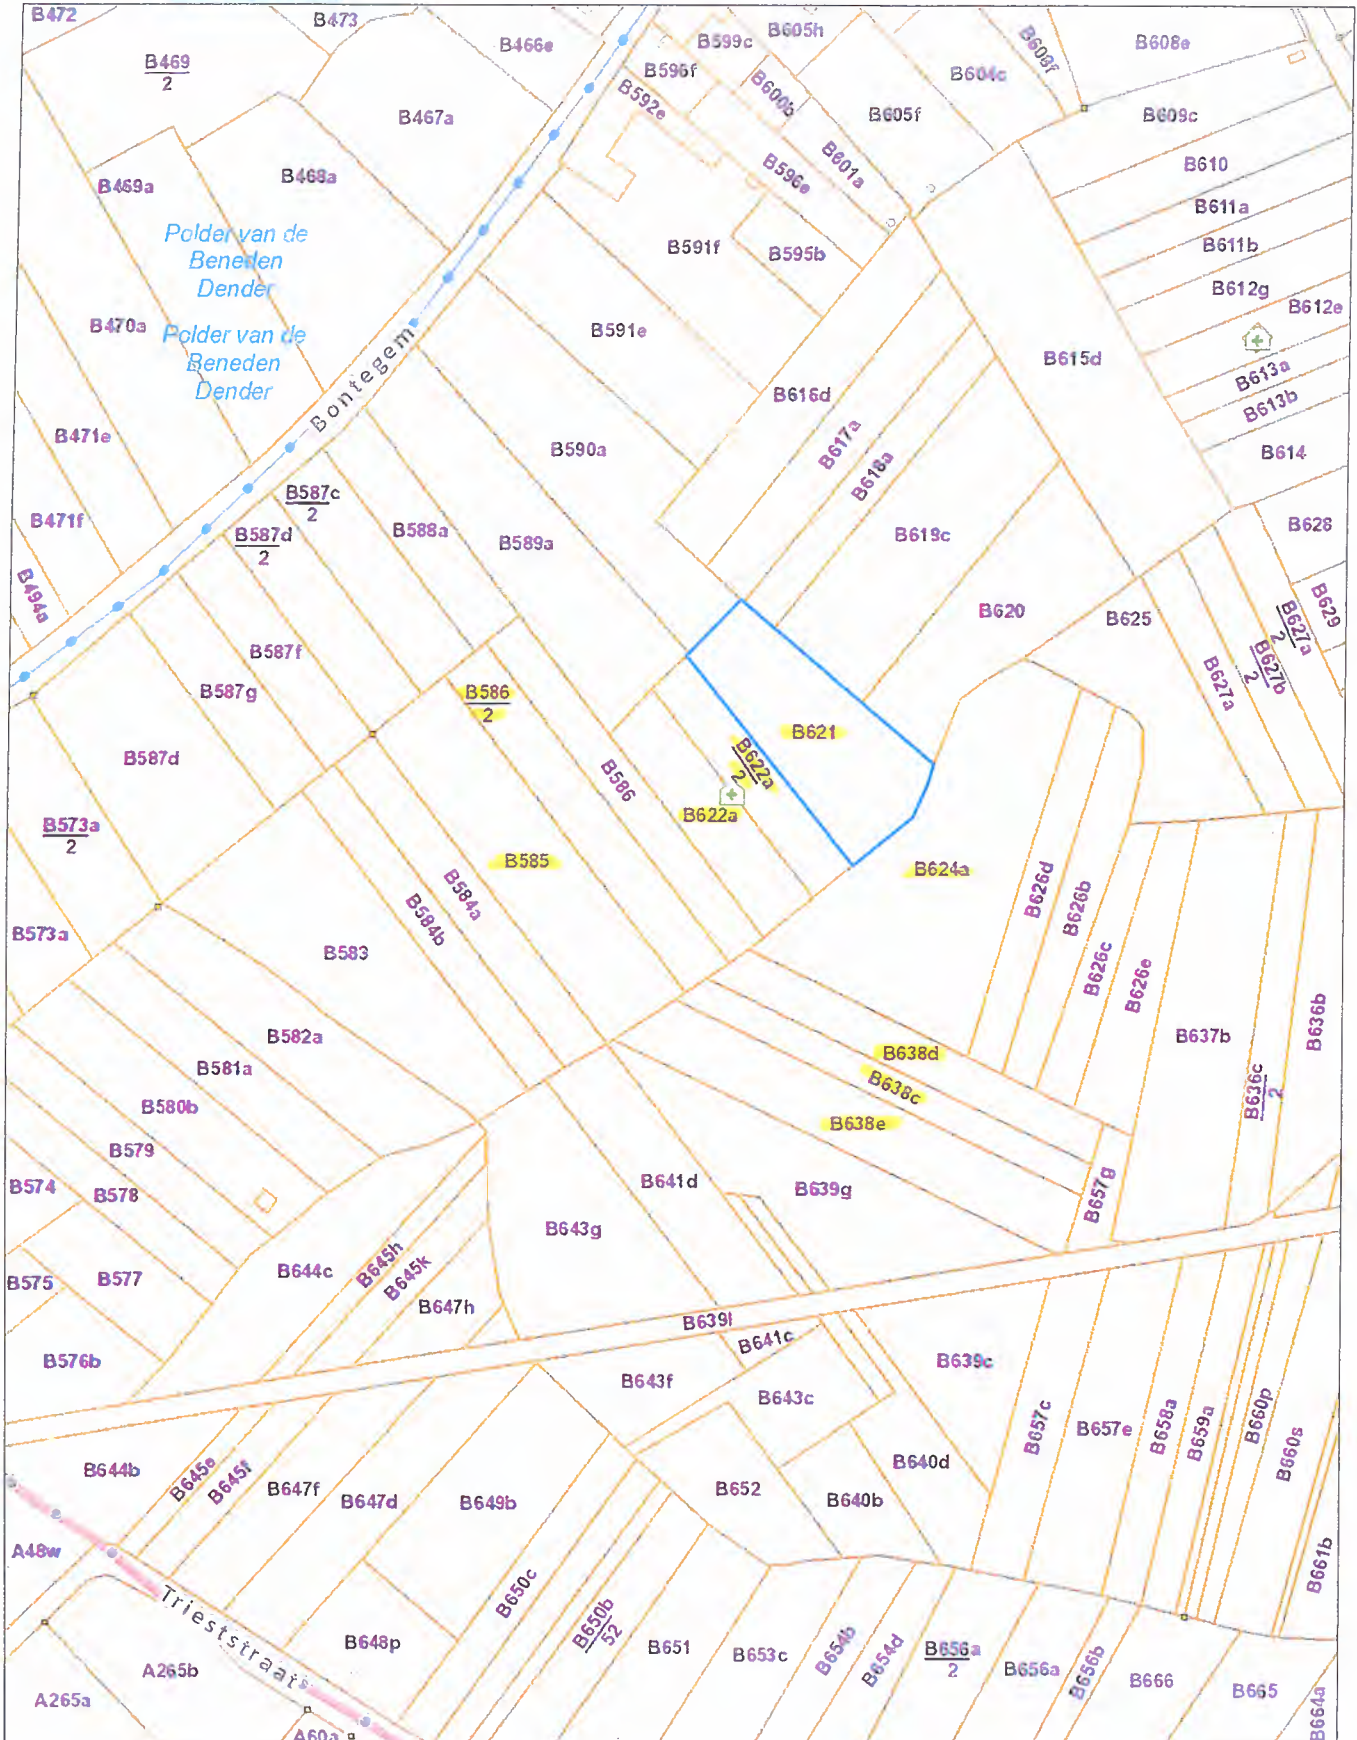 B472
B473
B466e
B599c
B605h
B608f
B608e
B469
2
B596f
B592e
B600b
B604c
B467a
B605f
B609c
B469a
B468a
B596e
B601a
B610
B611a
Polder van de
Beneden
Dender
B591f
B595b
B611b
B612g
B612e
B470a
Polder van de
Beneden
Dender
Bontegem
B591e
B615d
B613a
B613b
B616d
B471e
B590a
B617a
B618a
B614
B471f
B587c
2
B587d
2
B588a
B589a
B619c
B628
B494a
B620
B625
B627a
2
B629
B587f
B587g
B586
2
B627b
2
B627a
B587d
B621
B622a
2
B586
B622a
B573a
2
B585
B624a
B626d
B626b
B584a
B584b
B573a
B583
B626c
B626e
B636b
B582a
B637b
B581a
B638d
B638c
B636c
2
B580b
B638e
B579
B574
B578
B641d
B639g
B657g
B643g
B575
B577
B644c
B645h
B645k
B647h
B639l
B641c
B576b
B643f
B639c
B643c
B657c
B657e
B658a
B659a
B660p
B660s
B644b
B645e
B645f
B647f
B647d
B649b
B652
B640b
B640d
A48w
B661b
Trieststraat
B650c
B650b
52
B648p
B651
B653c
B654b
B654d
B656a
2
B656a
B656b
B666
B665
B664a
A265b
A265a
A60a